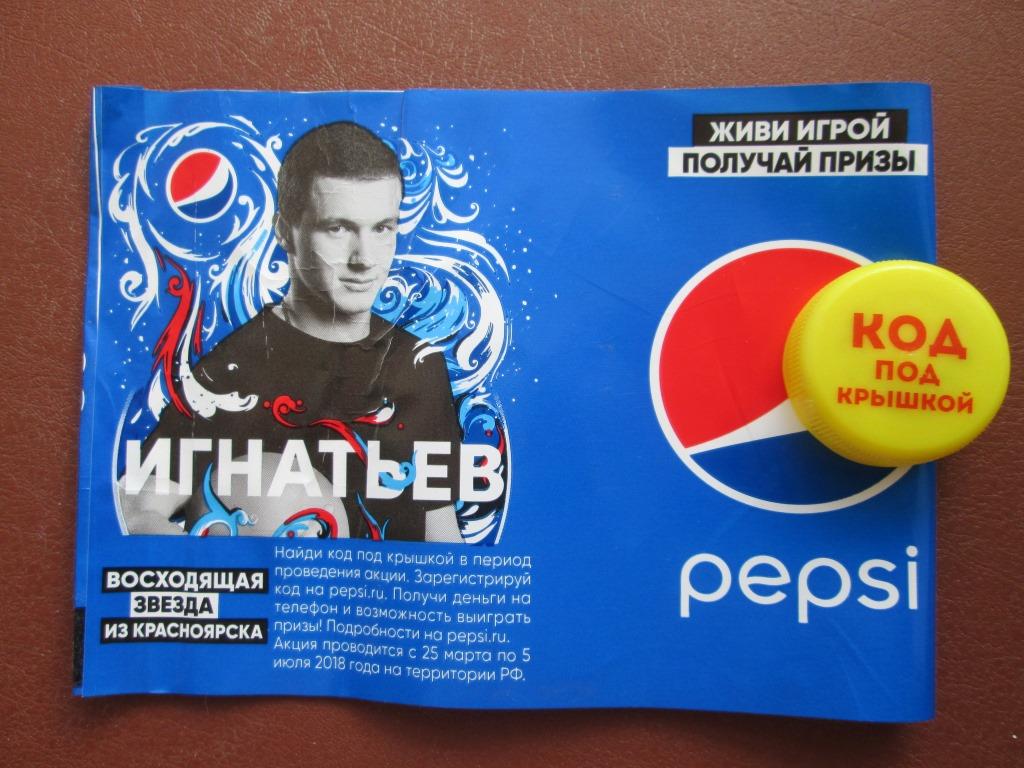 ЖИВИ ИГРОЙ
ПОЛУЧАЙ ПРИЗЫ
ИГНАТЬЕВ
ВОСХОДЯЩАЯ
ЗВЕЗДА
ИЗ КРАСНОЯРСКА
Найди код под крышкой в период
проведения акции. Зарегистрируй
код на pepsi.ru. Получи деньги на
телефон и возможность выиграть
призы! Подробности на pepsi.ru.
Акция проводится с 25 марта по 5
июля 2018 года на территории РФ.
КОД
ПОД
КРЫШКОЙ
pepsi